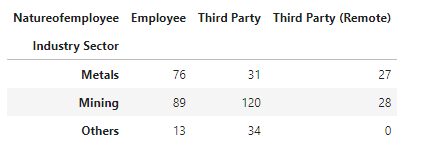 Natureofemployee Employee Third Party Third Party (Remote)
Industry Sector
Metals 76 31 27
Mining 89 120 28
Others 13 34 0